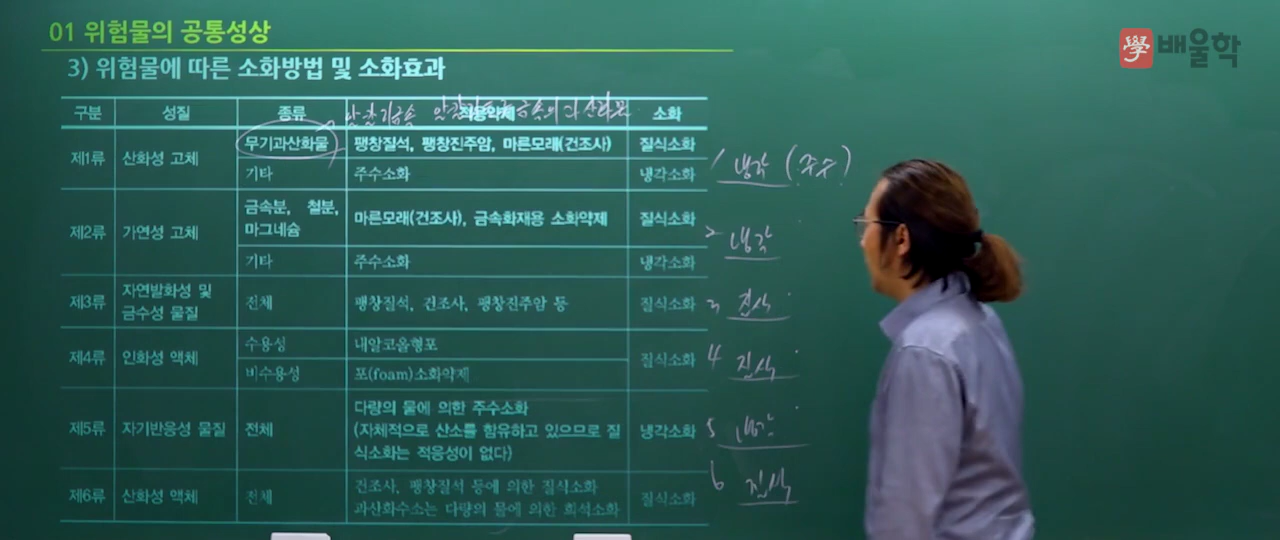 01 위험물의 공통성상
學 배울학
3) 위험물에 따른 소화방법 및 소화효과
구분 성질 종류 적용약제 소화
알칼리금속 알칼리토금속의 과산화물
제1류 산화성 고체 무기과산화물 팽창질석, 팽창진주암, 마른모래(건조사) 질식소화
기타 주수소화 냉각소화
1 냉각 (주수)
제2류 가연성 고체 금속분, 철분, 마그네슘 마른모래(건조사), 금속화재용 소화약제 질식소화
기타 주수소화 냉각소화
2 냉각
제3류 자연발화성 및 금수성 물질 전체 팽창질석, 건조사, 팽창진주암 등 질식소화
3 질식
제4류 인화성 액체 수용성 내알코올형포 질식소화
비수용성 포(foam)소화약제
4 질식
제5류 자기반응성 물질 전체 다량의 물에 의한 주수소화 냉각소화
(자체적으로 산소를 함유하고 있으므로 질
식소화는 적응성이 없다)
5 냉각
제6류 산화성 액체 전체 건조사, 팽창질석 등에 의한 질식소화 질식소화
과산화수소는 다량의 물에 의한 희석소화
6 질식